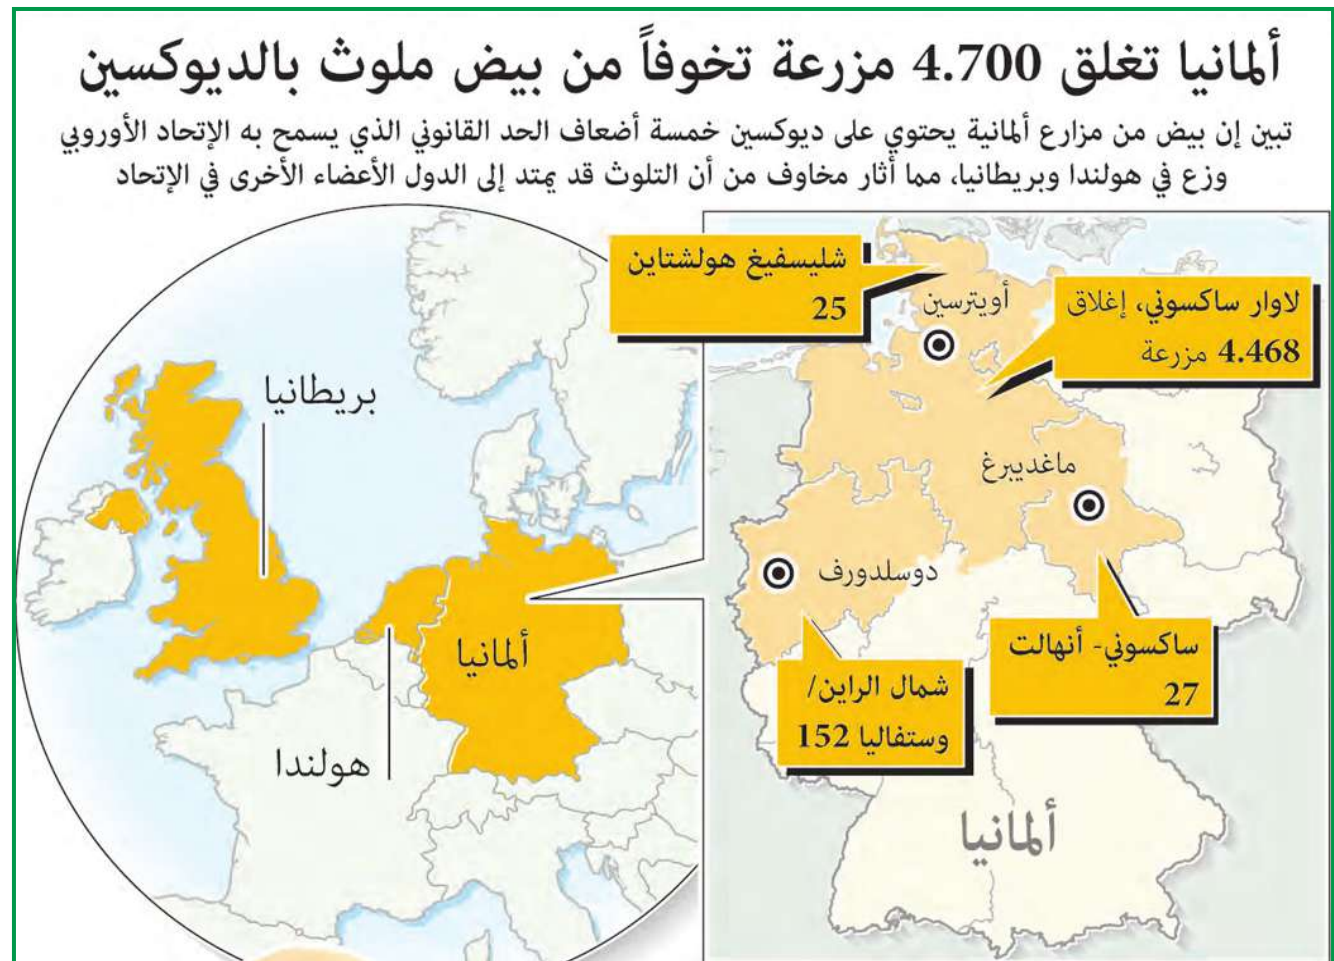 ألمانيا تغلق 4.700 مزرعة تخوفاً من بيض ملوث بالديوكسين
تبين إن بيض من مزارع ألمانية يحتوي على ديوكسين خمسة أضعاف الحد القانوني الذي يسمح به الإتحاد الأوروبي
وزع في هولندا وبريطانيا، مما أثار مخاوف من أن التلوث قد يمتد إلى الدول الأعضاء الأخرى في الإتحاد
شليسفيغ هولشتاين
25
أويترسين
لاوار ساكسوني، إغلاق
4.468 مزرعة
ماغديبرغ
دوسلدورف
ساكسوني- أنهالت
27
شمال الراين/
وستفاليا 152
ألمانيا
بريطانيا
ألمانيا
هولندا